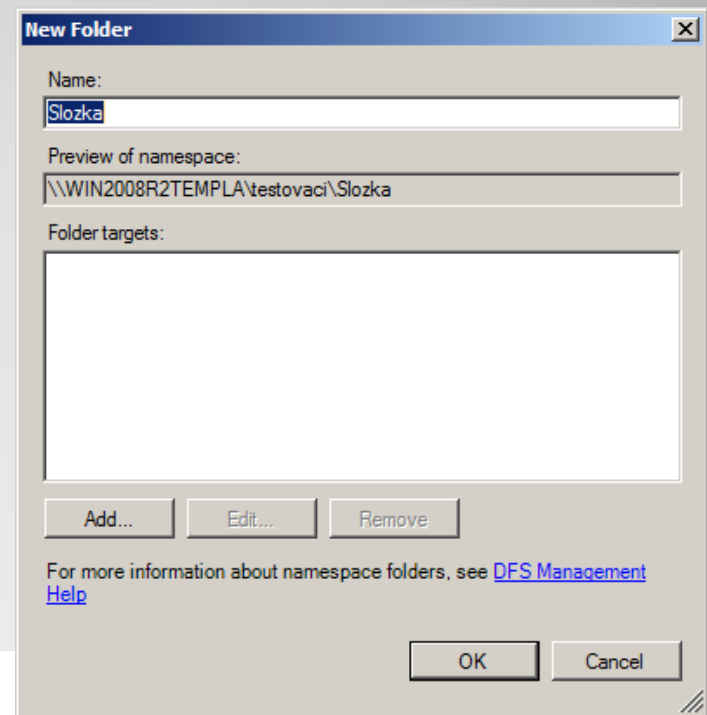 New Folder
Name:
Slozka
Preview of namespace:
\\WIN2008R2TEMPLA\testovaci\Slozka
Folder targets:
Add...
Edit...
Remove
For more information about namespace folders, see DFS Management
Help
OK
Cancel